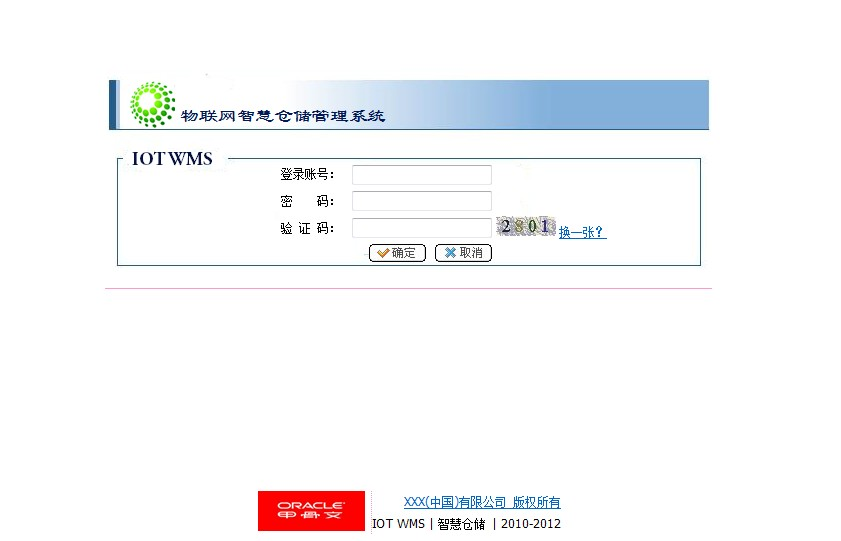 物联网智慧仓储管理系统
IOT WMS
登录账号：
密 码：
验 证 码： 2801 换一张？
确定 取消
ORACLE
甲骨文
XXX(中国)有限公司 版权所有
IOT WMS | 智慧仓储 | 2010-2012